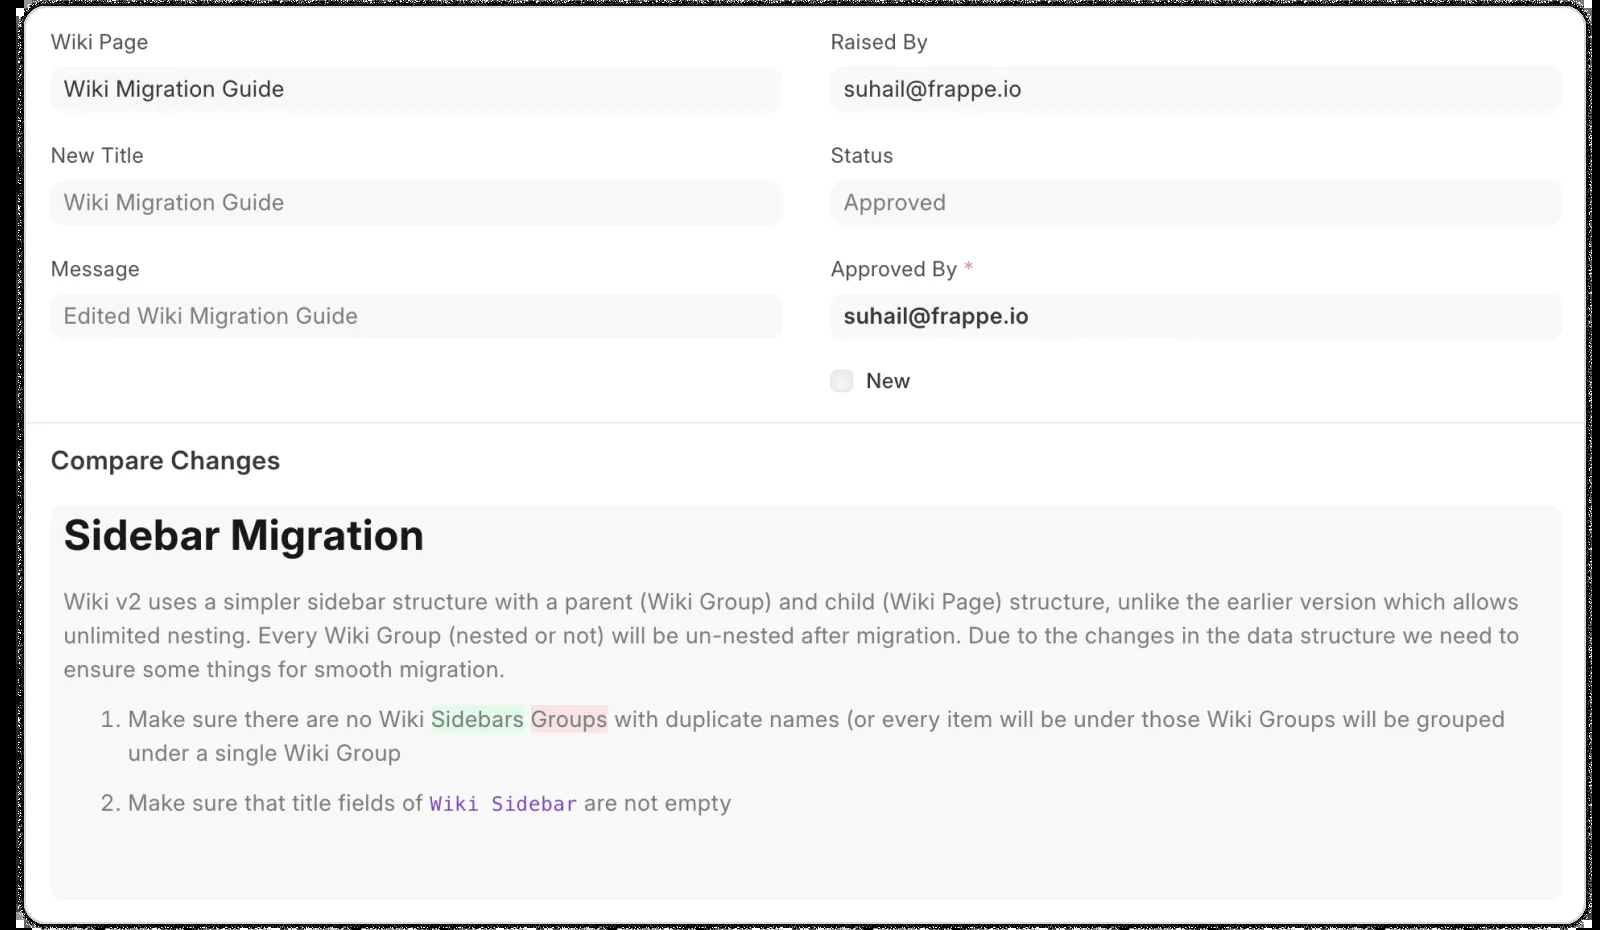 Wiki Page
Wiki Migration Guide
New Title
Wiki Migration Guide
Message
Edited Wiki Migration Guide
Raised By
suhail@frappe.io
Status
Approved
Approved By *
suhail@frappe.io
New
Compare Changes
Sidebar Migration
Wiki v2 uses a simpler sidebar structure with a parent (Wiki Group) and child (Wiki Page) structure, unlike the earlier version which allows
unlimited nesting. Every Wiki Group (nested or not) will be un-nested after migration. Due to the changes in the data structure we need to
ensure some things for smooth migration.
1. Make sure there are no Wiki Sidebars Groups with duplicate names (or every item will be under those Wiki Groups will be grouped
under a single Wiki Group
2. Make sure that title fields of Wiki Sidebar are not empty